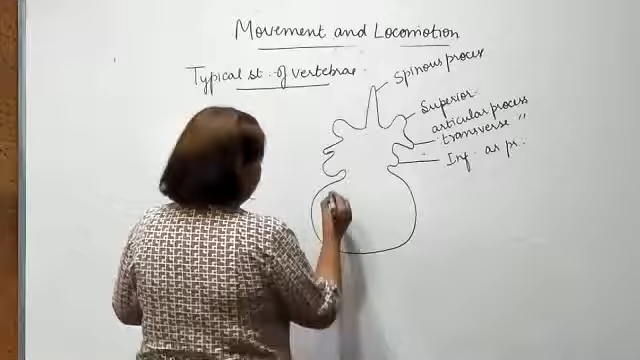 Movement and Locomotion
Typical st. of vertebrae.
Spinous process
Superior
articular process
transverse "
Inf. ar pr.